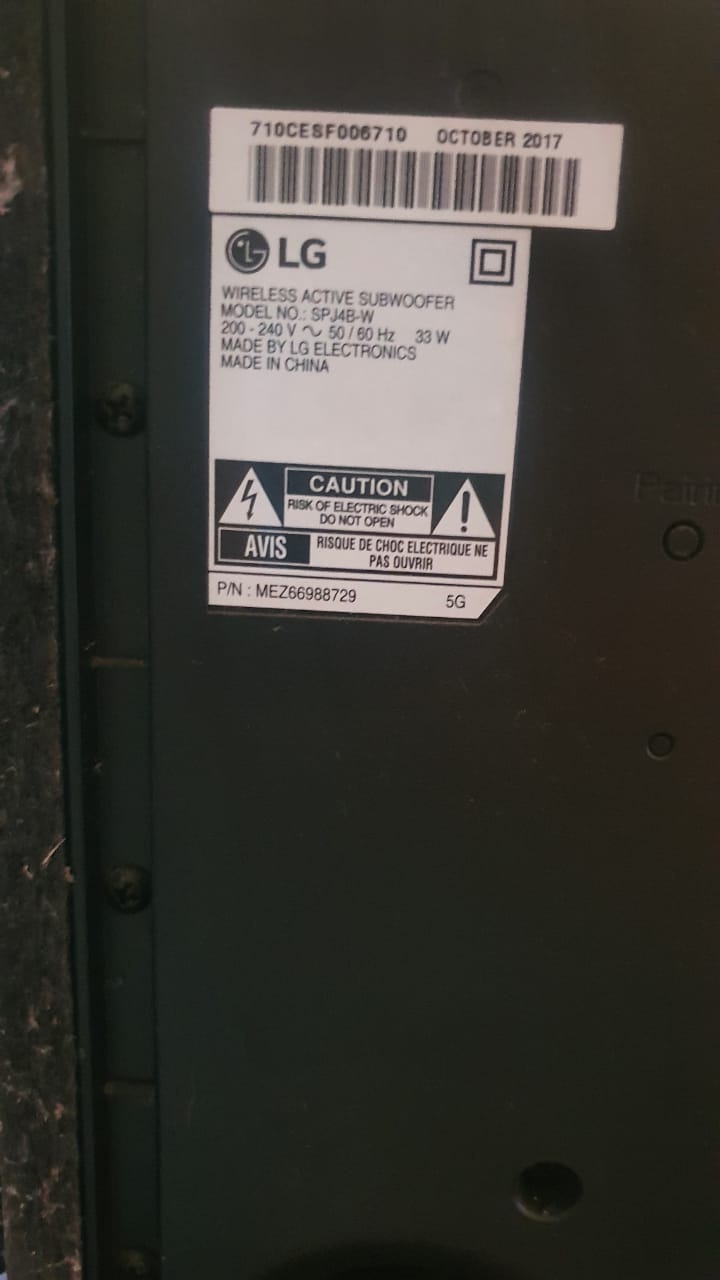 710CESF006710 OCTOBER 2017
LG
WIRELESS ACTIVE SUBWOOFER
MODEL NO.: SPJ4B-W
200 - 240 V ~ 50 / 60 Hz 33 W
MADE BY LG ELECTRONICS
MADE IN CHINA
CAUTION
RISK OF ELECTRIC SHOCK
DO NOT OPEN
AVIS
RISQUE DE CHOC ELECTRIQUE NE
PAS OUVRIR
P/N : MEZ66988729 5G